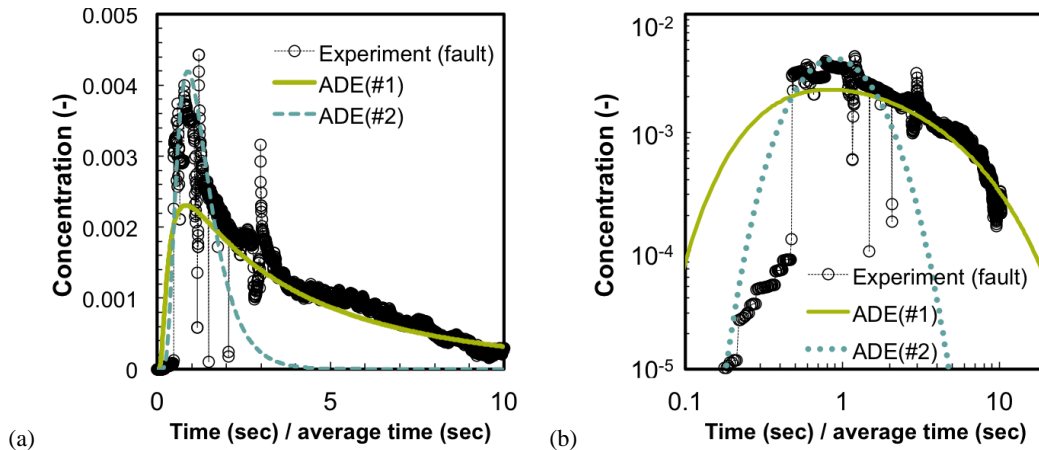 0.005
0.004
0.003
0.002
0.001
0
Concentration (-)
Experiment (fault)
ADE(#1)
ADE(#2)
0 5 10
Time (sec) / average time (sec)
(a)
10-2
10-3
10-4
10-5
Concentration (-)
Experiment (fault)
ADE(#1)
ADE(#2)
0.1 1 10
Time (sec) / average time (sec)
(b)